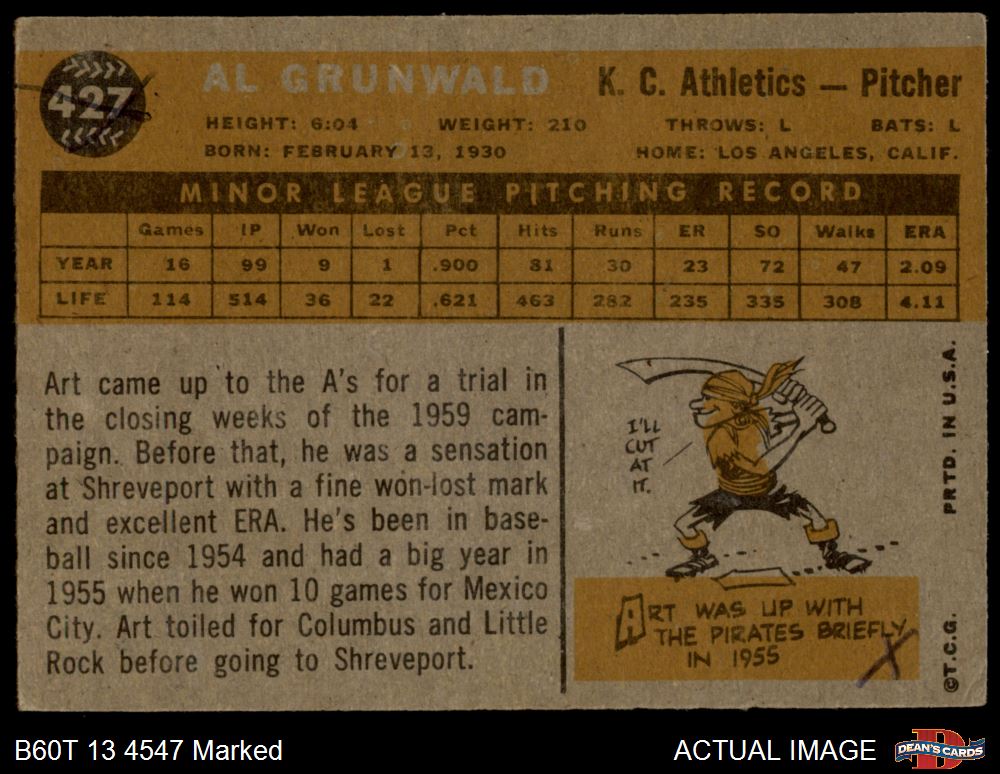 427
AL GRUNWALD
K. C. Athletics — Pitcher
HEIGHT: 6:04 WEIGHT: 210 THROWS: L BATS: L
BORN: FEBRUARY 13, 1930 HOME: LOS ANGELES, CALIF.
MINOR LEAGUE PITCHING RECORD
Games IP Won Lost Pct Hits Runs ER SO Walks ERA
YEAR 16 99 9 1 .900 81 30 23 72 47 2.09
LIFE 114 514 36 22 .621 463 282 235 335 308 4.11
Art came up to the A's for a trial in
the closing weeks of the 1959 cam-
paign. Before that, he was a sensation
at Shreveport with a fine won-lost mark
and excellent ERA. He's been in base-
ball since 1954 and had a big year in
1955 when he won 10 games for Mexico
City. Art toiled for Columbus and Little
Rock before going to Shreveport.
I'LL
CUT
AT
IT.
ART WAS UP WITH
THE PIRATES BRIEFLY
IN 1955
X
©T.C.G. PRTD. IN U.S.A.
B60T 13 4547 Marked
ACTUAL IMAGE
D
DEAN'S CARDS